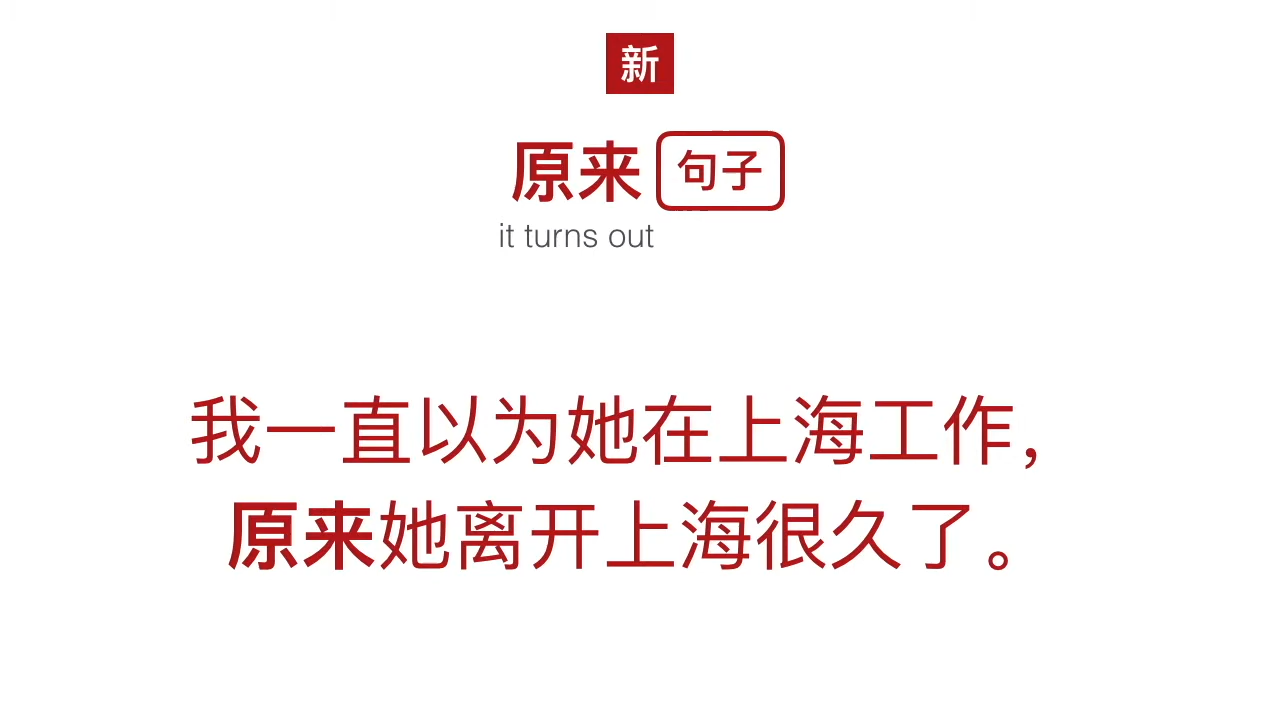 新
原来 句子
it turns out
我一直以为她在上海工作，
原来她离开上海很久了。